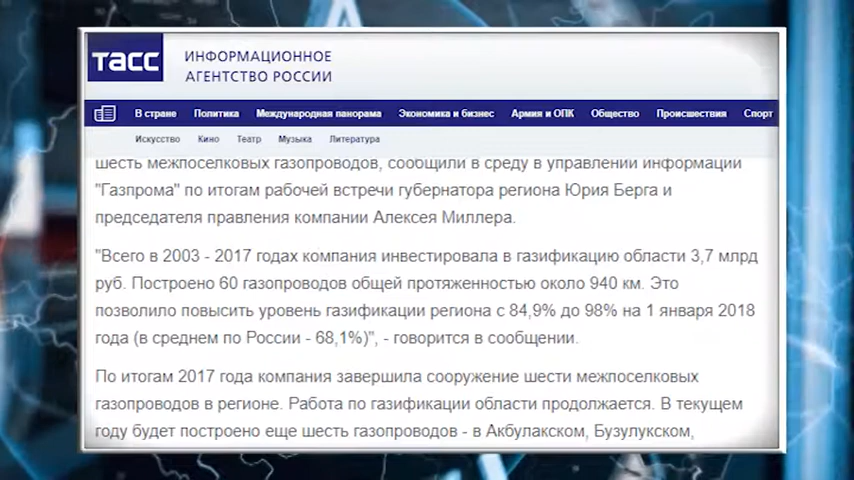 ТАСС
ИНФОРМАЦИОННОЕ
АГЕНТСТВО РОССИИ
В стране Политика Международная панорама Экономика и бизнес Армия и ОПК Общество Происшествия Спорт
Искусство Кино Театр Музыка Литература
шесть межпоселковых газопроводов, сообщили в среду в управлении информации
"Газпрома" по итогам рабочей встречи губернатора региона Юрия Берга и
председателя правления компании Алексея Миллера.
"Всего в 2003 - 2017 годах компания инвестировала в газификацию области 3,7 млрд
руб. Построено 60 газопроводов общей протяженностью около 940 км. Это
позволило повысить уровень газификации региона с 84,9% до 98% на 1 января 2018
года (в среднем по России - 68,1%)", - говорится в сообщении.
По итогам 2017 года компания завершила сооружение шести межпоселковых
газопроводов в регионе. Работа по газификации области продолжается. В текущем
году будет построено еще шесть газопроводов - в Акбулакском, Бузулукском,